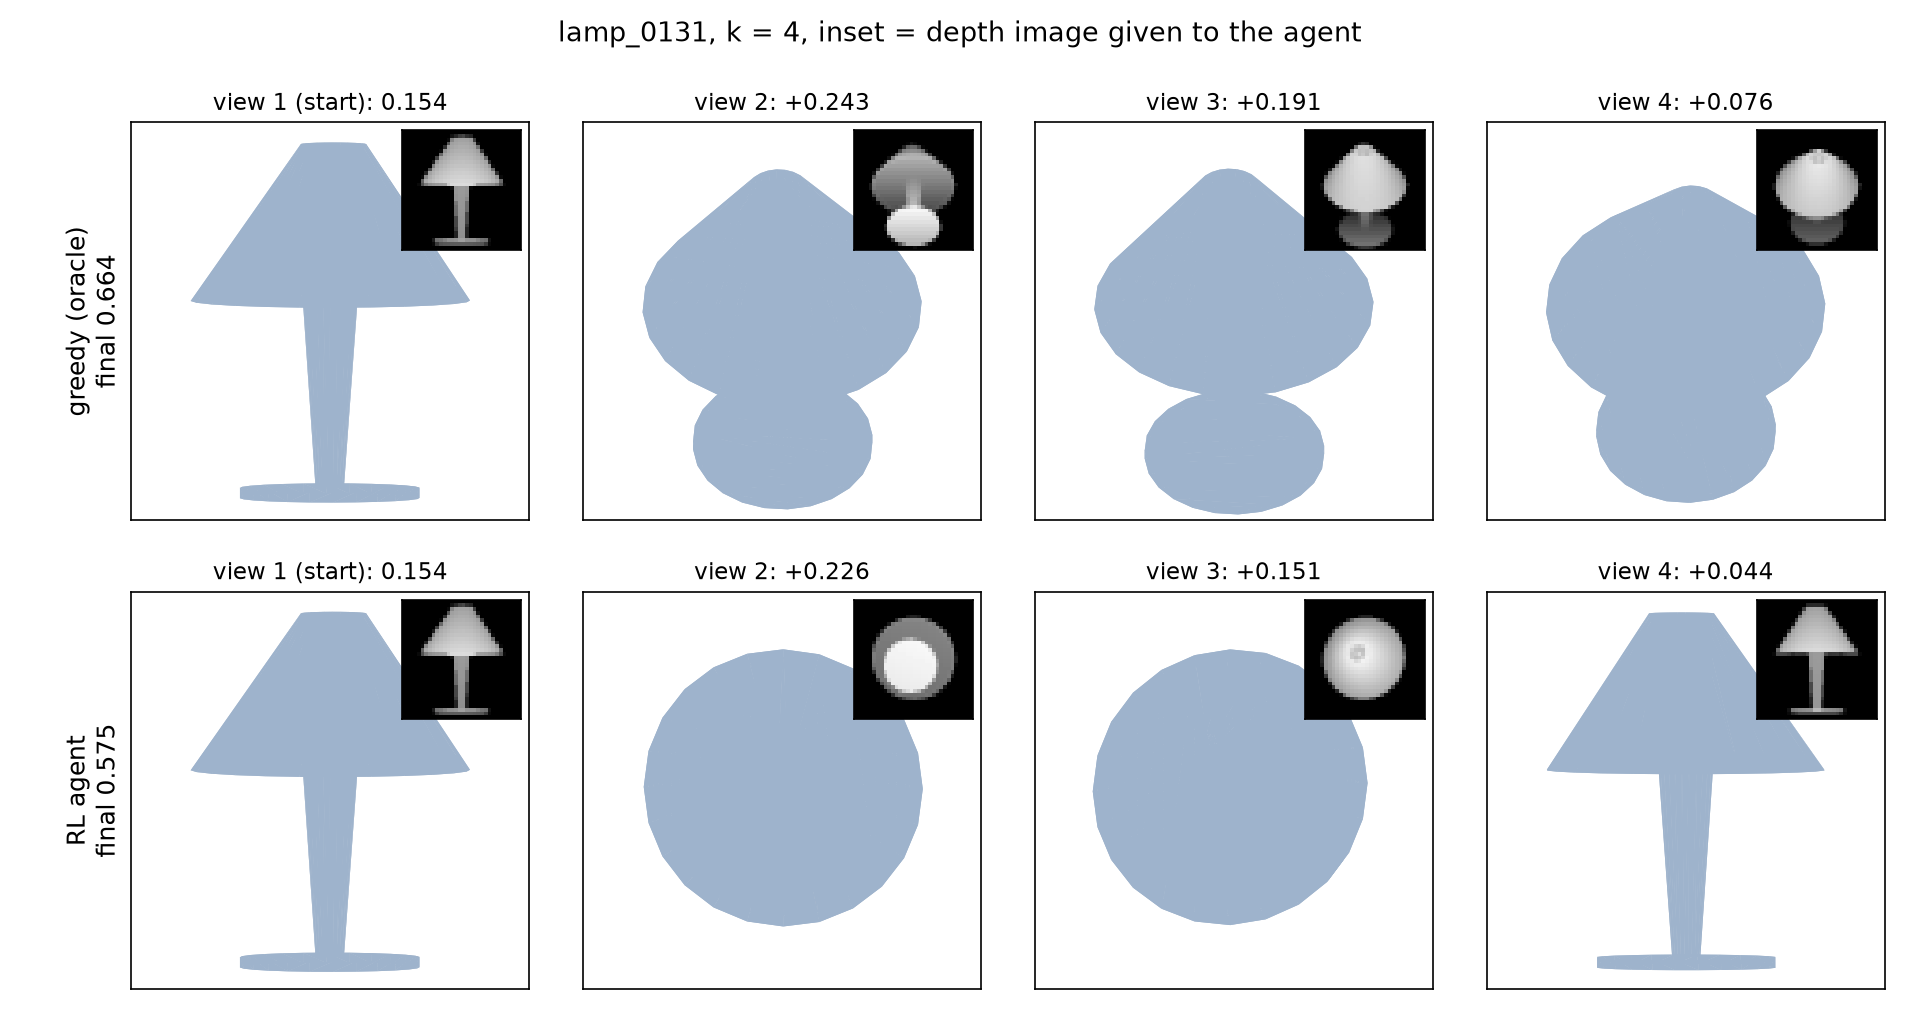 lamp_0131, k = 4, inset = depth image given to the agent
view 1 (start): 0.154
view 2: +0.243
view 3: +0.191
view 4: +0.076
greedy (oracle)
final 0.664
view 1 (start): 0.154
view 2: +0.226
view 3: +0.151
view 4: +0.044
RL agent
final 0.575